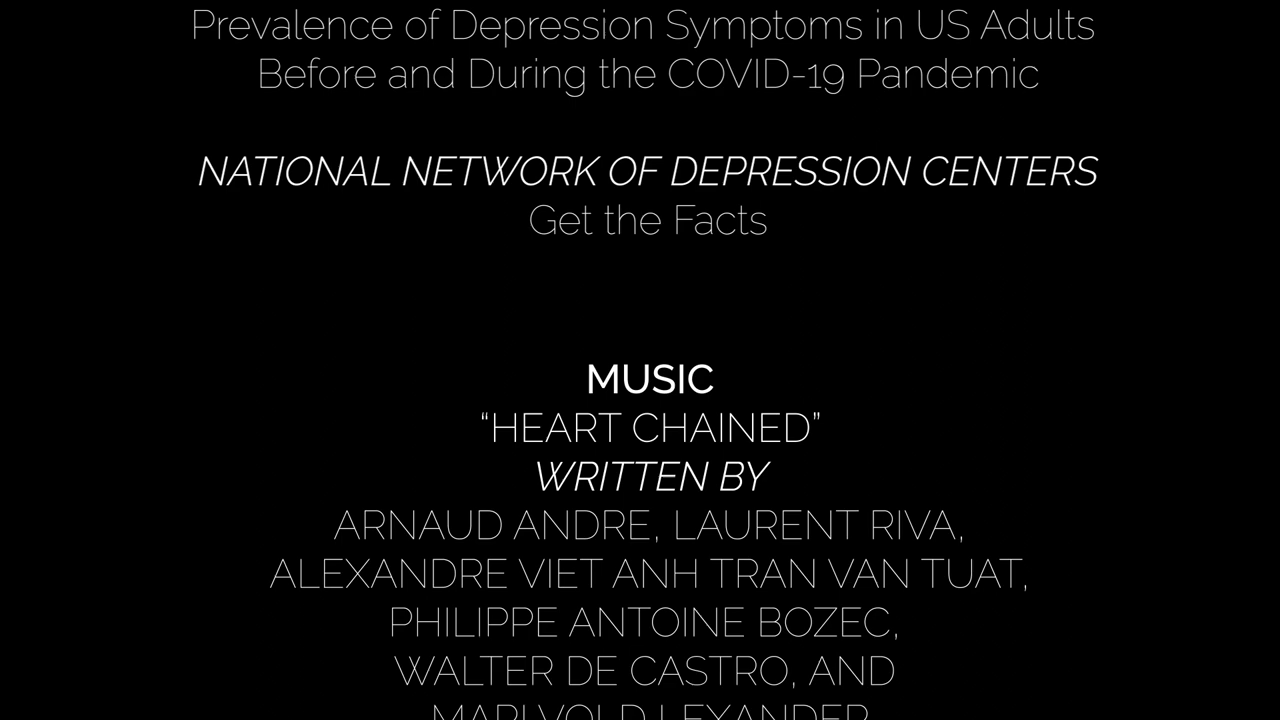 Prevalence of Depression Symptoms in US Adults
Before and During the COVID-19 Pandemic
NATIONAL NETWORK OF DEPRESSION CENTERS
Get the Facts
MUSIC
“HEART CHAINED”
WRITTEN BY
ARNAUD ANDRE, LAURENT RIVA,
ALEXANDRE VIET ANH TRAN VAN TUAT,
PHILIPPE ANTOINE BOZEC,
WALTER DE CASTRO, AND